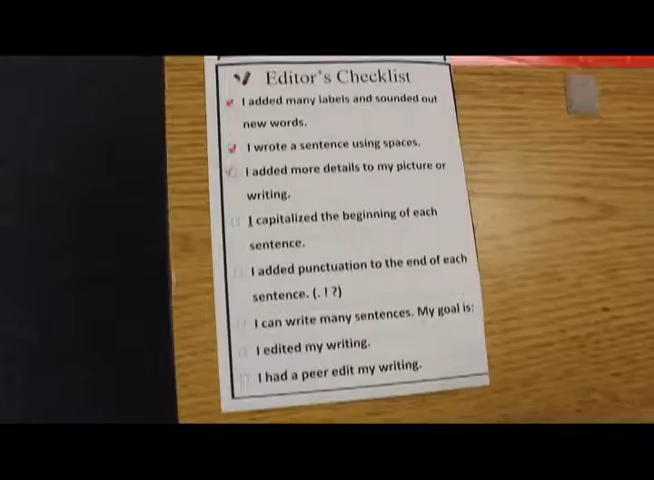 Editor's Checklist
I added many labels and sounded out
new words.
I wrote a sentence using spaces.
I added more details to my picture or
writing.
I capitalized the beginning of each
sentence.
I added punctuation to the end of each
sentence. (. ! ?)
I can write many sentences. My goal is:
I edited my writing.
I had a peer edit my writing.